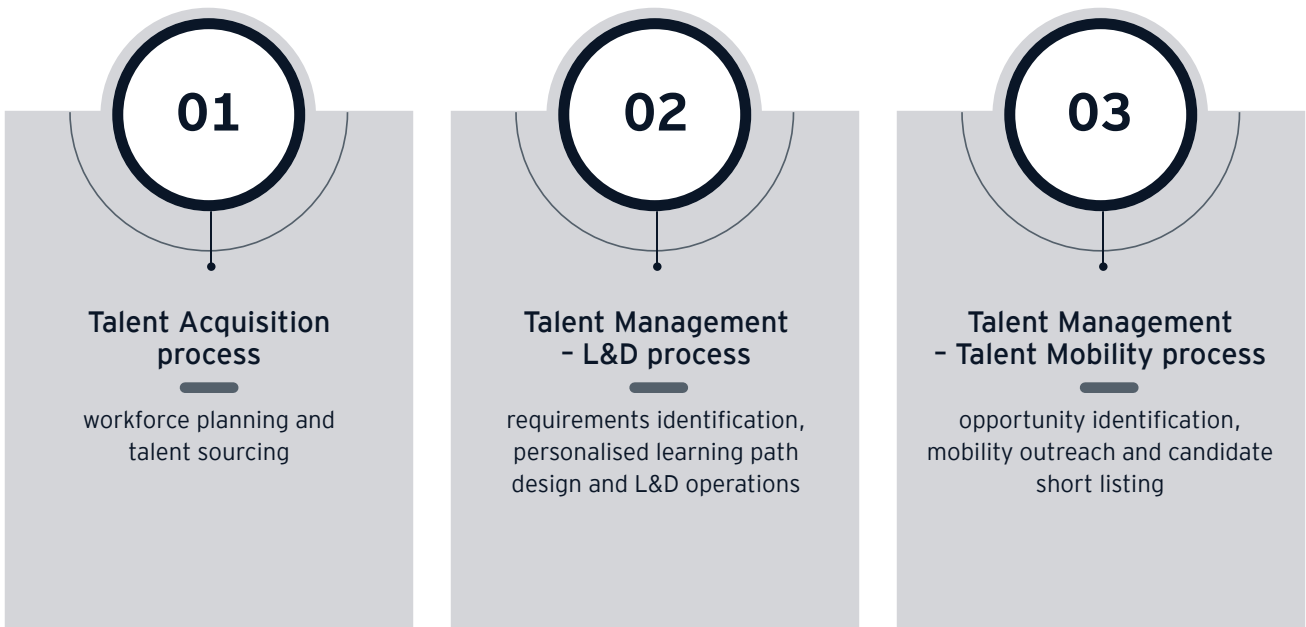 01
Talent Acquisition
process
workforce planning and
talent sourcing
02
Talent Management
– L&D process
requirements identification,
personalised learning path
design and L&D operations
03
Talent Management
– Talent Mobility process
opportunity identification,
mobility outreach and candidate
short listing